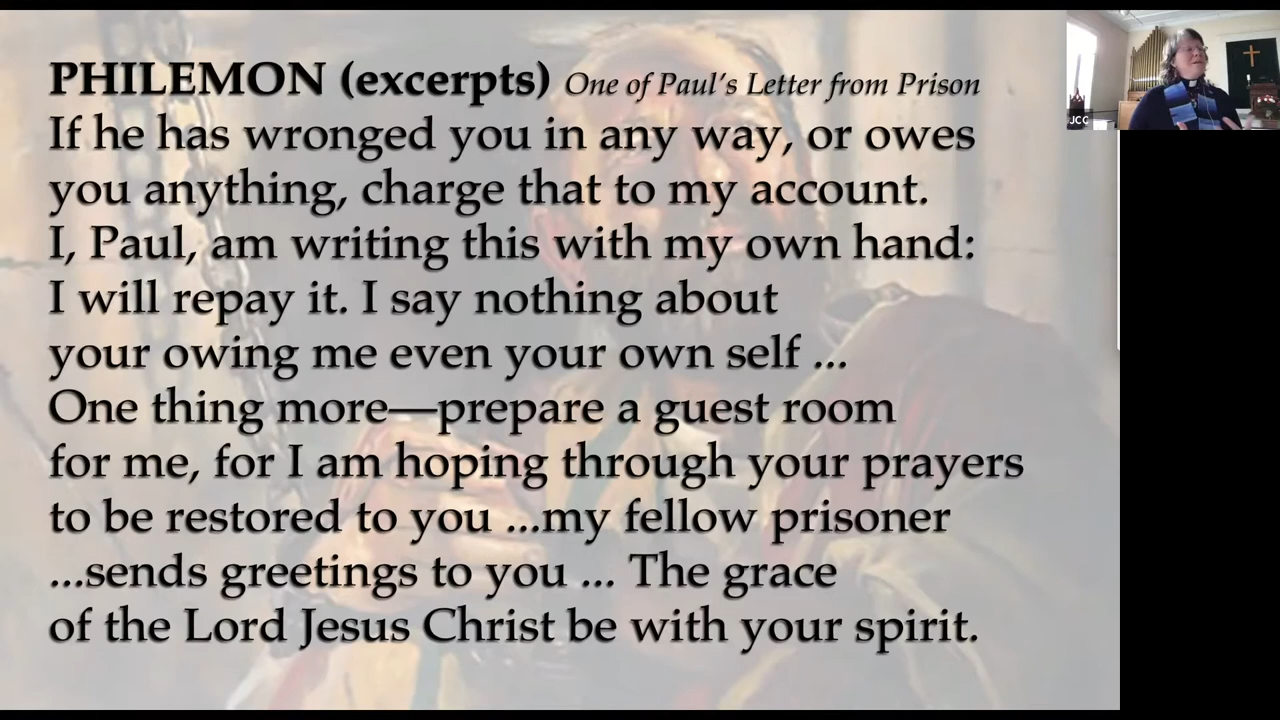 PHILEMON (excerpts) One of Paul's Letter from Prison
If he has wronged you in any way, or owes
you anything, charge that to my account.
I, Paul, am writing this with my own hand:
I will repay it. I say nothing about
your owing me even your own self ...
One thing more—prepare a guest room
for me, for I am hoping through your prayers
to be restored to you ...my fellow prisoner
...sends greetings to you ... The grace
of the Lord Jesus Christ be with your spirit.